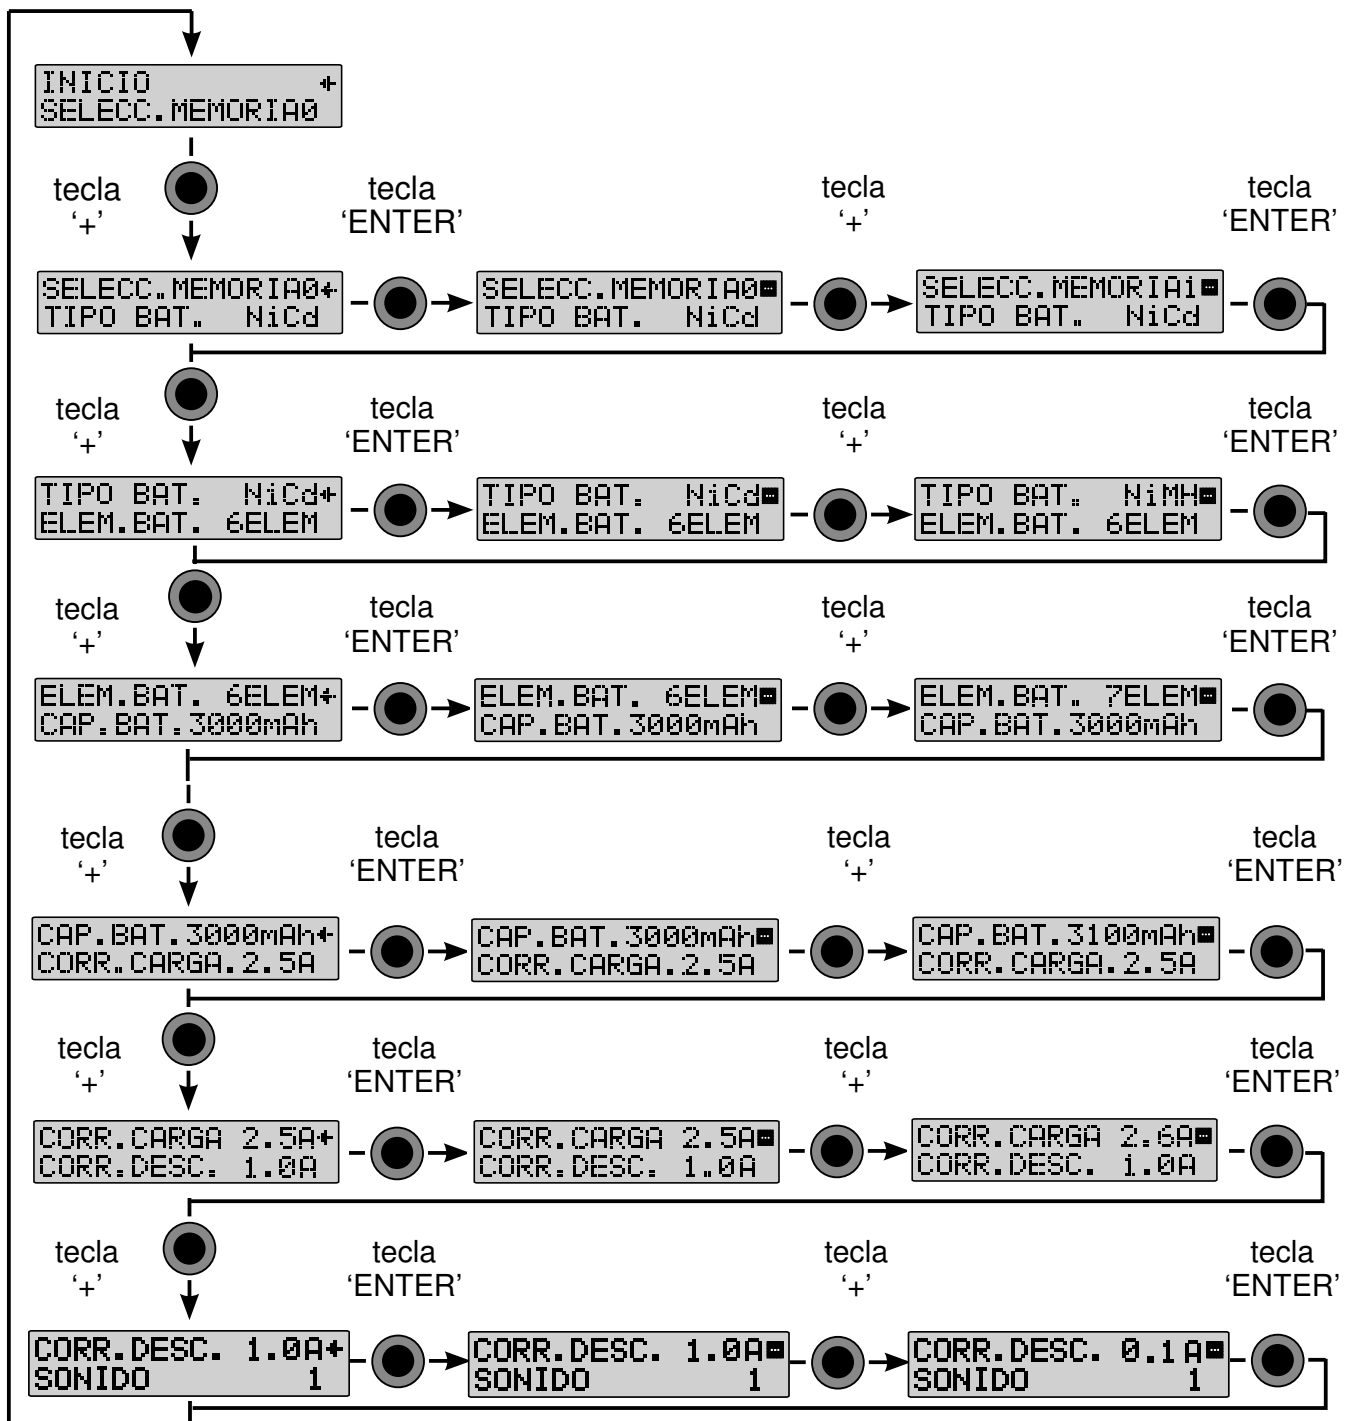 INICIO
SELECC.MEMORIA0
tecla
‘+’
tecla
‘ENTER’
tecla
‘+’
tecla
‘ENTER’
SELECC.MEMORIA0
TIPO BAT. NiCd
SELECC.MEMORIA0
TIPO BAT. NiCd
SELECC.MEMORIA1
TIPO BAT. NiCd
tecla
‘+’
tecla
‘ENTER’
tecla
‘+’
tecla
‘ENTER’
TIPO BAT. NiCd
ELEM.BAT. 6ELEM
TIPO BAT. NiCd
ELEM.BAT. 6ELEM
TIPO BAT. NiMH
ELEM.BAT. 6ELEM
tecla
‘+’
tecla
‘ENTER’
tecla
‘+’
tecla
‘ENTER’
ELEM.BAT. 6ELEM
CAP.BAT.3000mAh
ELEM.BAT. 6ELEM
CAP.BAT.3000mAh
ELEM.BAT. 7ELEM
CAP.BAT.3000mAh
tecla
‘+’
tecla
‘ENTER’
tecla
‘+’
tecla
‘ENTER’
CAP.BAT.3000mAh
CORR.CARGA.2.5A
CAP.BAT.3000mAh
CORR.CARGA.2.5A
CAP.BAT.3100mAh
CORR.CARGA.2.5A
tecla
‘+’
tecla
‘ENTER’
tecla
‘+’
tecla
‘ENTER’
CORR.CARGA 2.5A
CORR.DESC. 1.0A
CORR.CARGA 2.5A
CORR.DESC. 1.0A
CORR.CARGA 2.6A
CORR.DESC. 1.0A
tecla
‘+’
tecla
‘ENTER’
tecla
‘+’
tecla
‘ENTER’
CORR.DESC. 1.0A
SONIDO 1
CORR.DESC. 1.0A
SONIDO 1
CORR.DESC. 0.1A
SONIDO 1